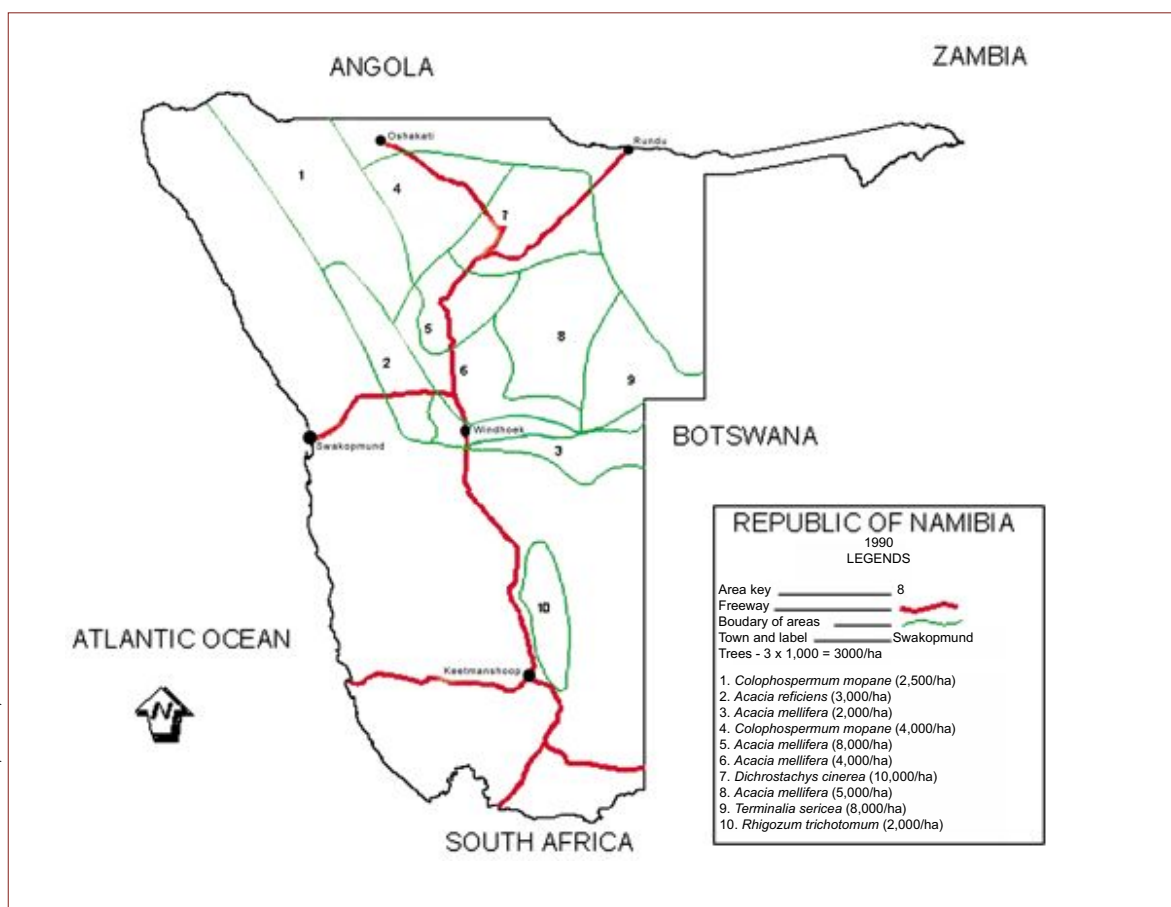 ANGOLA
ZAMBIA
Oshakati
Rundu
1
4
7
5
8
2
6
9
Windhoek
Swakopmund
BOTSWANA
3
REPUBLIC OF NAMIBIA
1990
LEGENDS
Area key 8
Freeway
Boudary of areas
Town and label Swakopmund
Trees - 3 x 1,000 = 3000/ha
1. Colophospermum mopane (2,500/ha)
2. Acacia reficiens (3,000/ha)
3. Acacia mellifera (2,000/ha)
4. Colophospermum mopane (4,000/ha)
5. Acacia mellifera (8,000/ha)
6. Acacia mellifera (4,000/ha)
7. Dichrostachys cinerea (10,000/ha)
8. Acacia mellifera (5,000/ha)
9. Terminalia sericea (8,000/ha)
10. Rhigozum trichotomum (2,000/ha)
10
ATLANTIC OCEAN
Keetmanshoop
N
SOUTH AFRICA